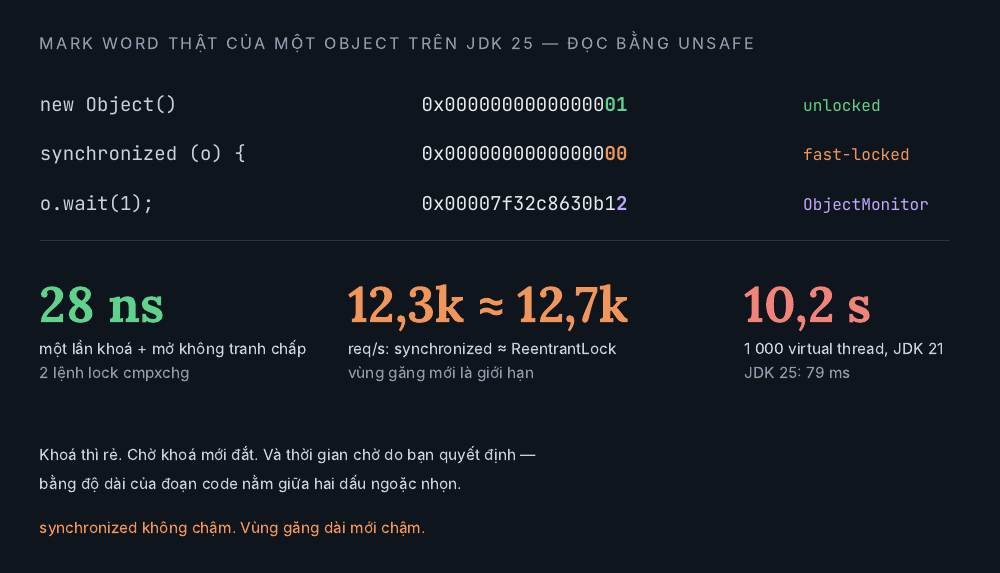 MARK WORD THẬT CỦA MỘT OBJECT TRÊN JDK 25 — ĐỌC BẰNG UNSAFE
new Object() 0x0000000000000001 unlocked
synchronized (o) { 0x0000000000000000 fast-locked
o.wait(1); 0x00007f32c8630b12 ObjectMonitor
28 ns 12,3k ≈ 12,7k 10,2 s
một lần khoá + mở không tranh chấp req/s: synchronized ≈ ReentrantLock 1 000 virtual thread, JDK 21
2 lệnh lock cmpxchg vùng găng mới là giới hạn JDK 25: 79 ms
Khoá thì rẻ. Chờ khoá mới đắt. Và thời gian chờ do bạn quyết định —
bằng độ dài của đoạn code nằm giữa hai dấu ngoặc nhọn.
synchronized không chậm. Vùng găng dài mới chậm.